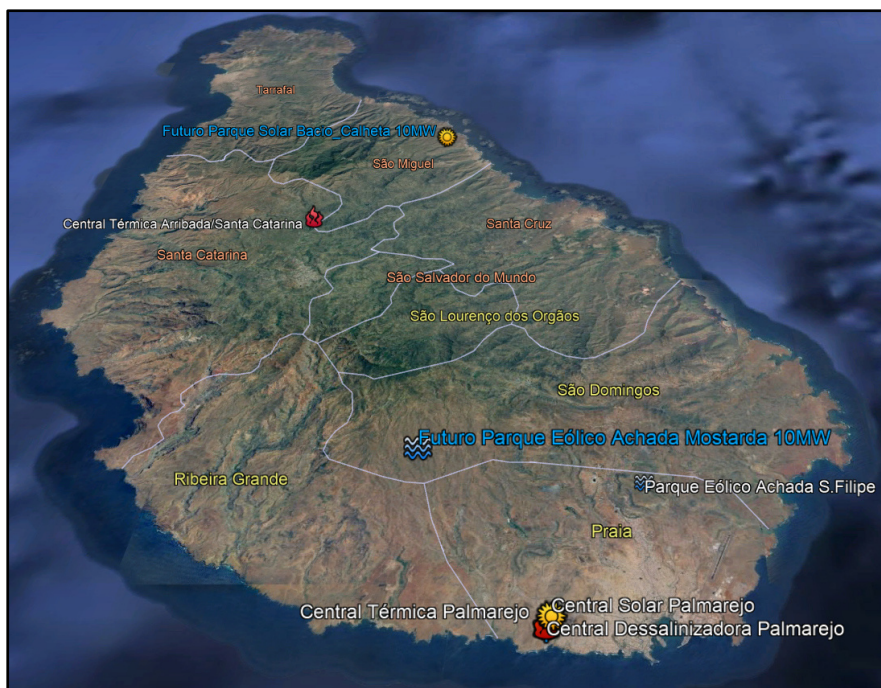 Tarrafal
Futuro Parque Solar Bacio_Calheta 10MW
São Miguel
Central Térmica Arribada/Santa Catarina
Santa Cruz
Santa Catarina
São Salvador do Mundo
São Lourenço dos Orgãos
São Domingos
Futuro Parque Eólico Achada Mostarda 10MW
Ribeira Grande
Parque Eólico Achada S.Filipe
Praia
Central Térmica Palmarejo
Central Solar Palmarejo
Central Dessalinizadora Palmarejo